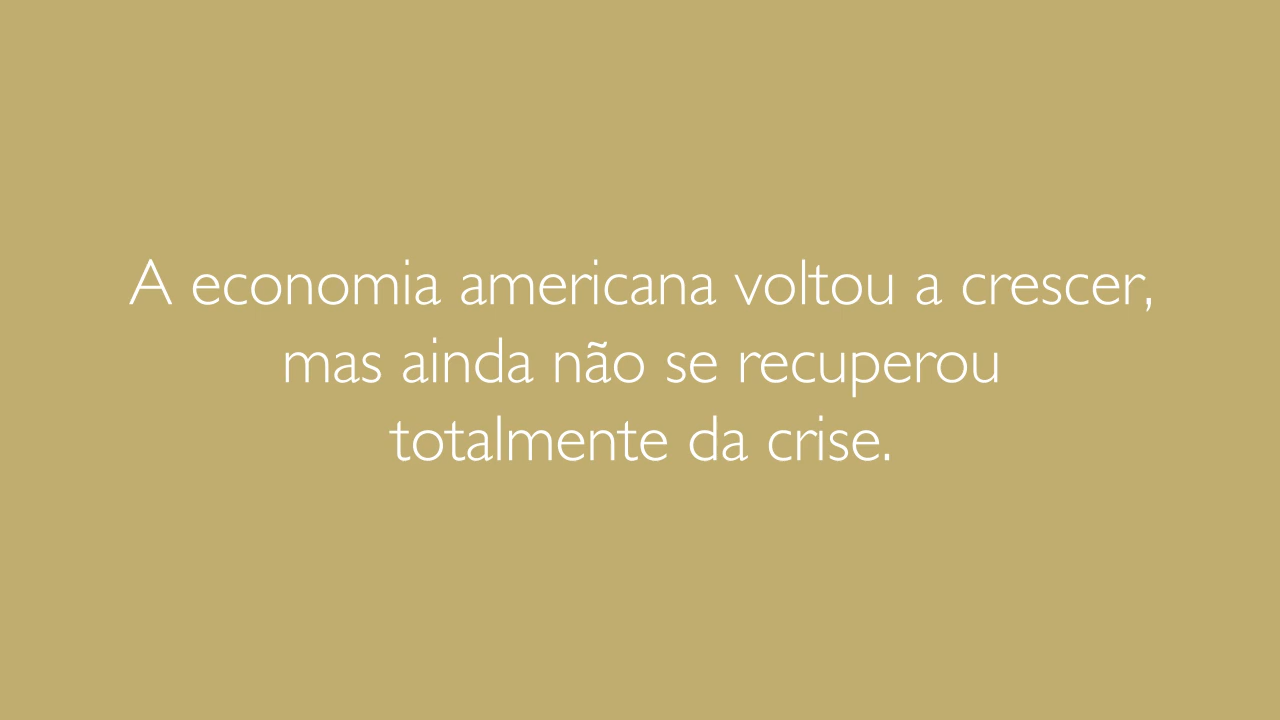 A economia americana voltou a crescer,
mas ainda não se recuperou
totalmente da crise.